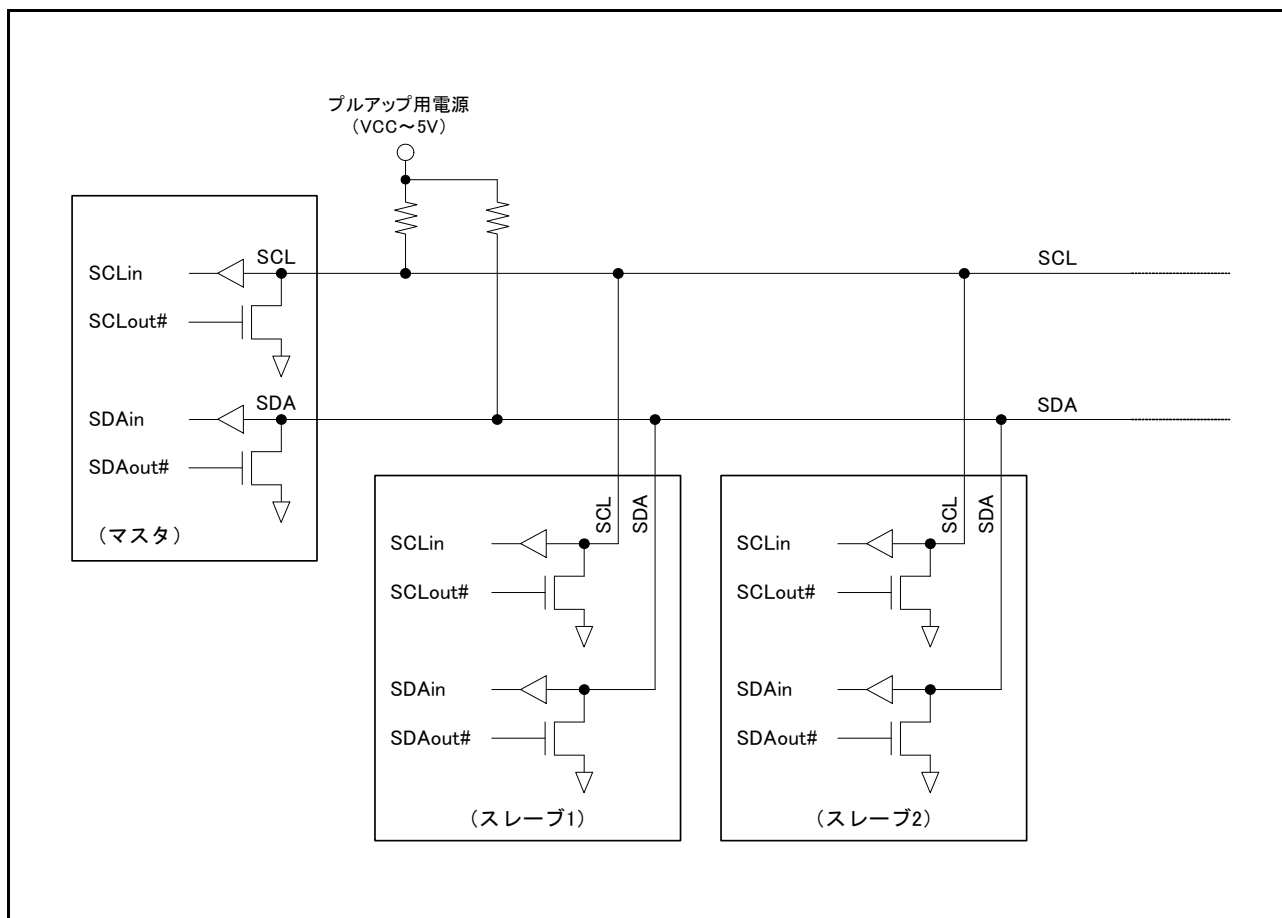 プルアップ用電源
(VCC～5V)
SCLin
SCL
SCL
SCLout#
SDAin
SDA
SDA
SDAout#
(マスタ)
SCL
SDA
SCLin
SCLout#
SDAin
SDAout#
(スレーブ1)
SCL
SDA
SCLin
SCLout#
SDAin
SDAout#
(スレーブ2)